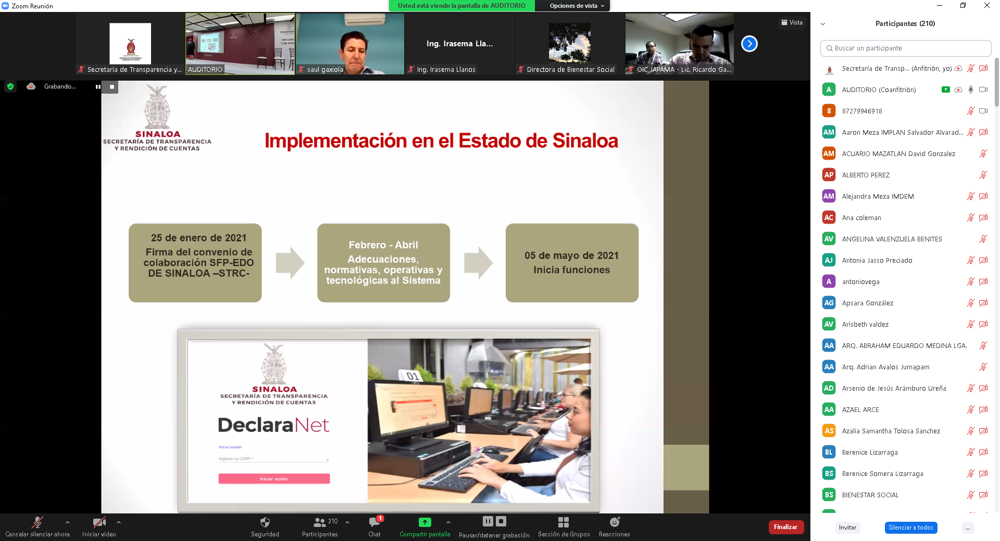 Zoom Reunión
Usted está viendo la pantalla de AUDITORIO
Opciones de vista
Vista
Secretaría de Transparencia y...
AUDITORIO
saul gaxiola
Ing. Irasema Lla...
Ing. Irasema Llanos
Directora de Bienestar Social
OIC JAPAMA - Lic. Ricardo Ga...
Grabando...
SINALOA
SECRETARÍA DE TRANSPARENCIA
Y RENDICIÓN DE CUENTAS
Implementación en el Estado de Sinaloa
25 de enero de 2021
Firma del convenio de
colaboración SFP-EDO
DE SINALOA –STRC-
Febrero - Abril
Adecuaciones,
normativas, operativas y
tecnológicas al Sistema
05 de mayo de 2021
Inicia funciones
SINALOA
SECRETARÍA DE TRANSPARENCIA
Y RENDICIÓN DE CUENTAS
DeclaraNet
Inicia sesión
Ingrese su CURP *
Iniciar sesión
01
Participantes (210)
Buscar un participante
Secretaría de Transp... (Anfitrión, yo)
A AUDITORIO (Coanfitrión)
8 87279946918
AM Aaron Meza IMPLAN Salvador Alvarad...
AM ACUARIO MAZATLAN David Gonzalez
AP ALBERTO PEREZ
AM Alejandra Meza IMDEM
AC Ana coleman
AV ANGELINA VALENZUELA BENITES
AJ Antonia Jasso Preciado
A antoniovega
AG Apsara González
AV Arisbeth valdez
AA ARQ. ABRAHAM EDUARDO MEDINA LGA.
AA Arq. Adrian Avalos Jumapam
AD Arsenio de Jesús Arámburo Ureña
AA AZAEL ARCE
AS Azalia Samantha Tolosa Sanchez
BL Berenice Lizarraga
BS Berenice Somera Lizarraga
BS BIENESTAR SOCIAL
Invitar
Silenciar a todos
...
Cancelar silenciar ahora
Iniciar video
Seguridad
210
Participantes
1
Chat
Compartir pantalla
Pausar/detener grabación
Sección de Grupos
Reacciones
Finalizar